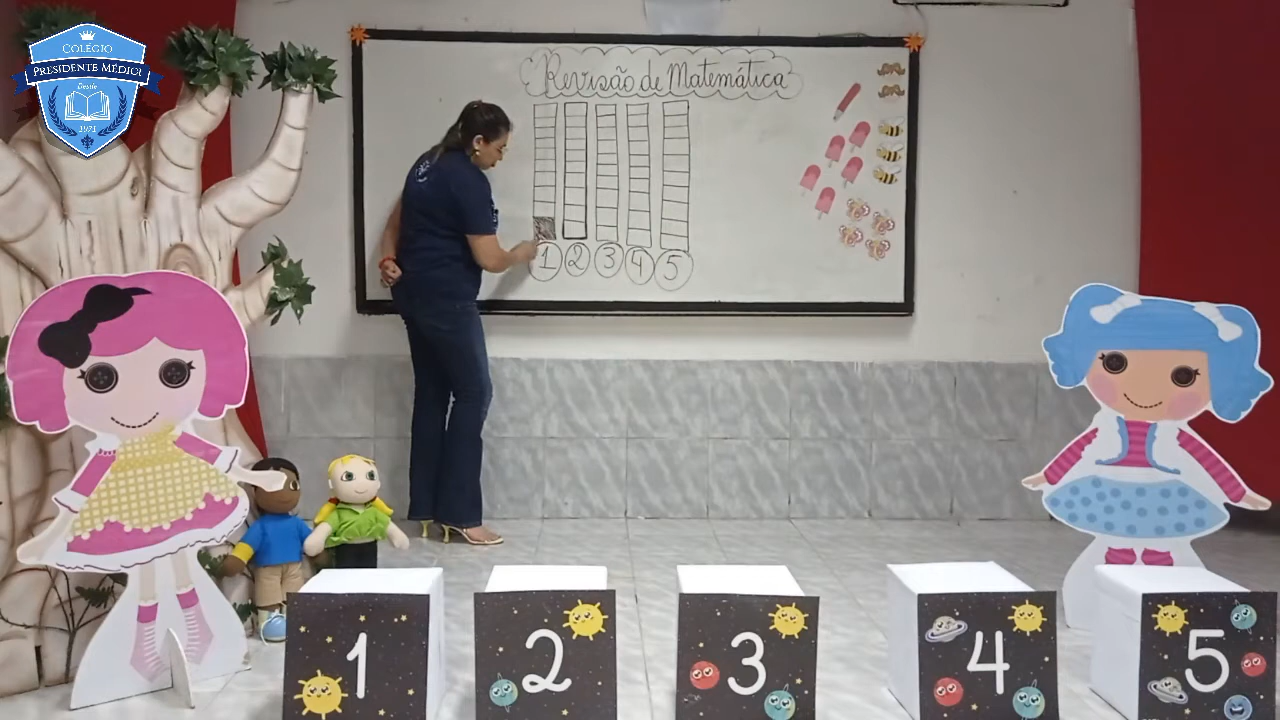 COLÉGIO
PRESIDENTE MÉDICI
Desde
1971
Revisão de Matemática
1 2 3 4 5
1 2 3 4 5